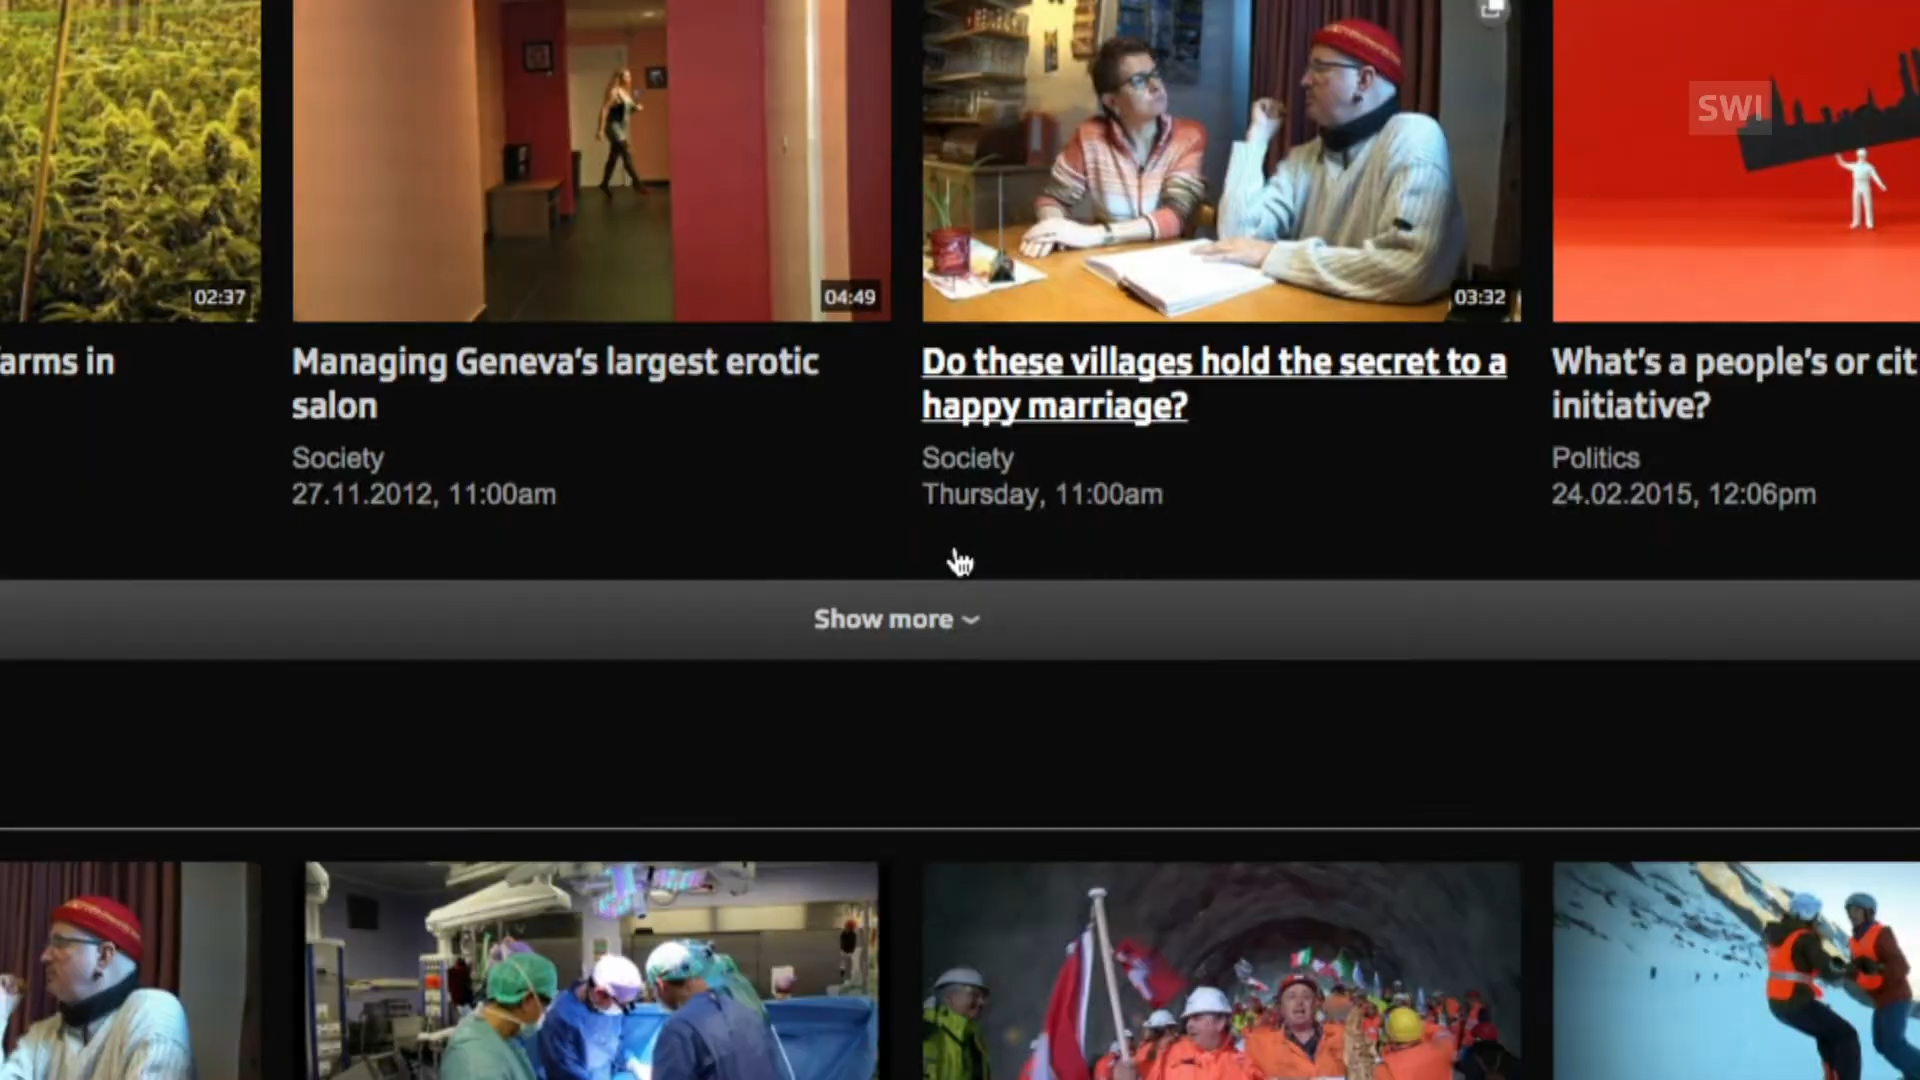 SWI
02:37
04:49
03:32
arms in
Managing Geneva's largest erotic
salon
Society
27.11.2012, 11:00am
Do these villages hold the secret to a
happy marriage?
Society
Thursday, 11:00am
What's a people's or cit
initiative?
Politics
24.02.2015, 12:06pm
Show more